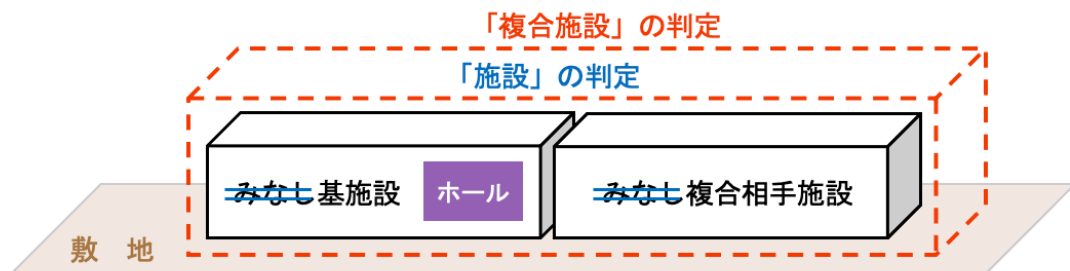 「複合施設」の判定
「施設」の判定
みなし基施設 ホール
みなし複合相手施設
敷 地